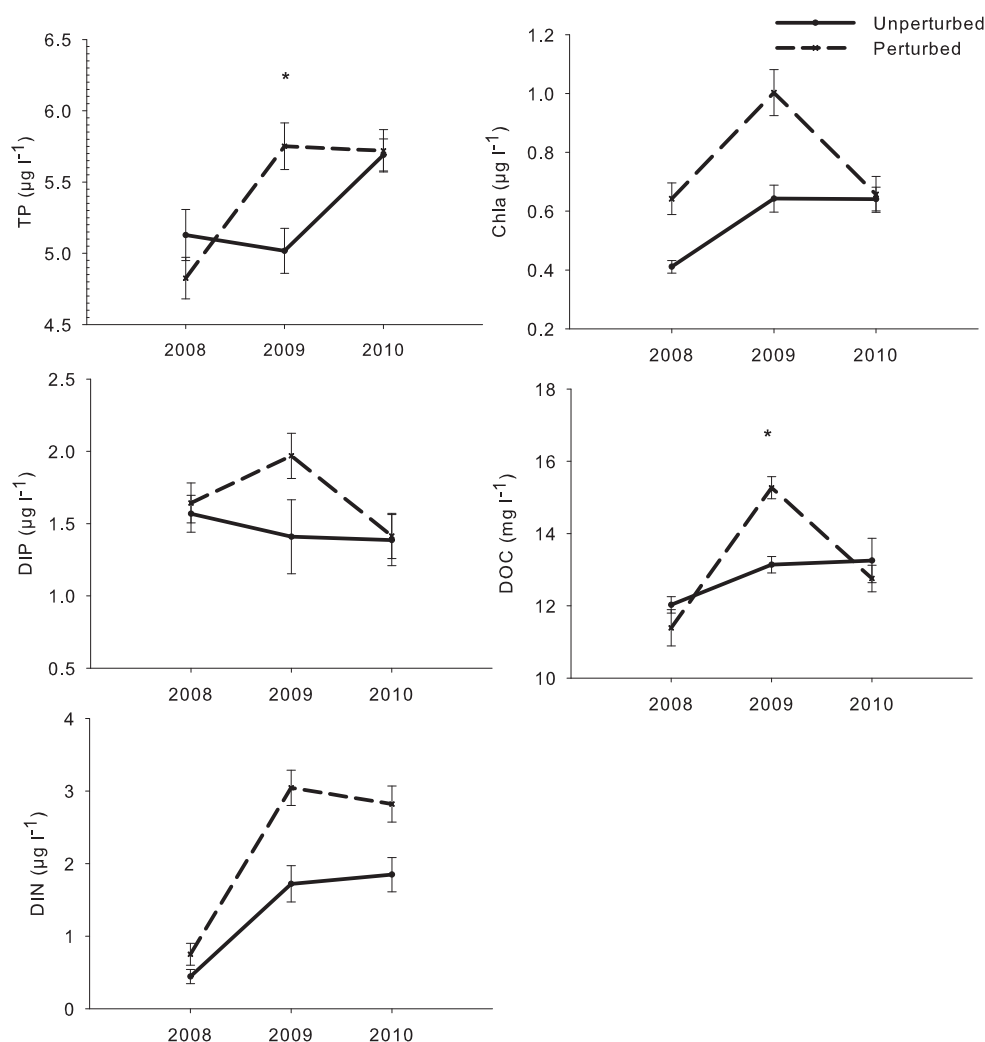 Unperturbed
Perturbed
TP (µg l⁻¹)
6.5
6.0
5.5
5.0
4.5
*
2008 2009 2010
Chla (µg l⁻¹)
1.2
1.0
0.8
0.6
0.4
0.2
2008 2009 2010
DIP (µg l⁻¹)
2.5
2.0
1.5
1.0
0.5
2008 2009 2010
DOC (mg l⁻¹)
18
16
14
12
10
*
2008 2009 2010
DIN (µg l⁻¹)
4
3
2
1
0
2008 2009 2010